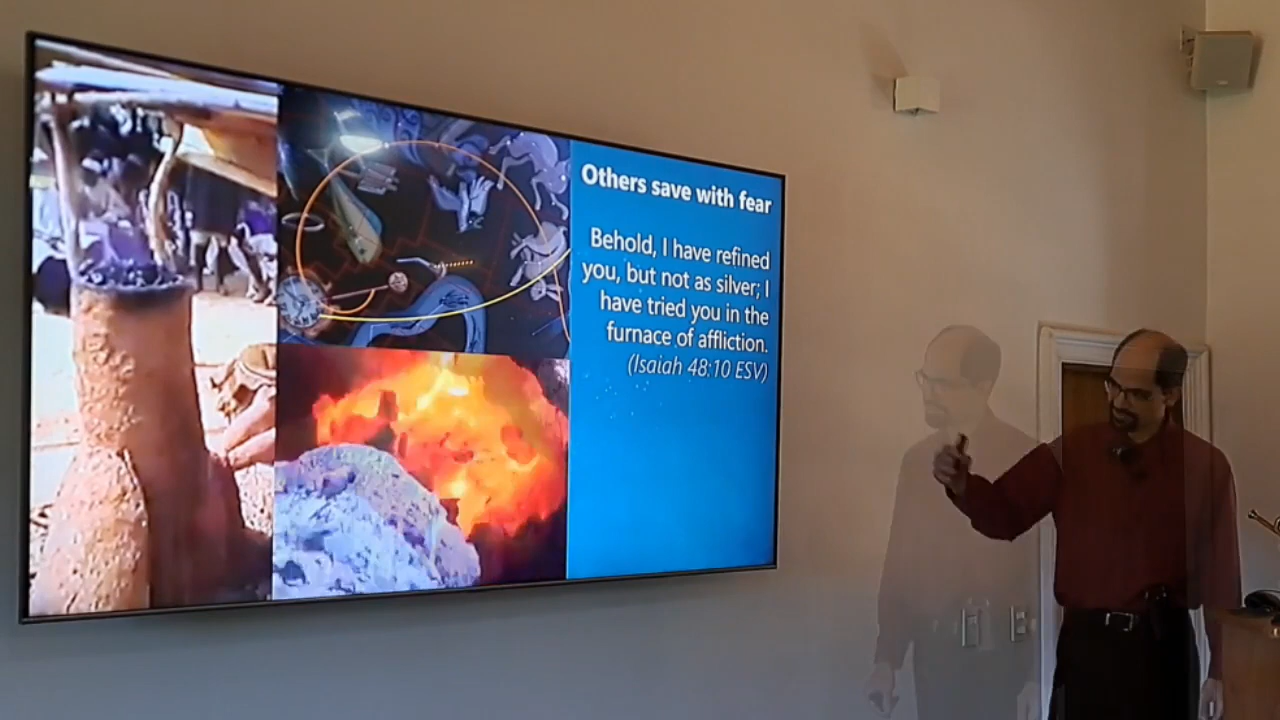 Others save with fear
Behold, I have refined
you, but not as silver; I
have tried you in the
furnace of affliction.
(Isaiah 48:10 ESV)